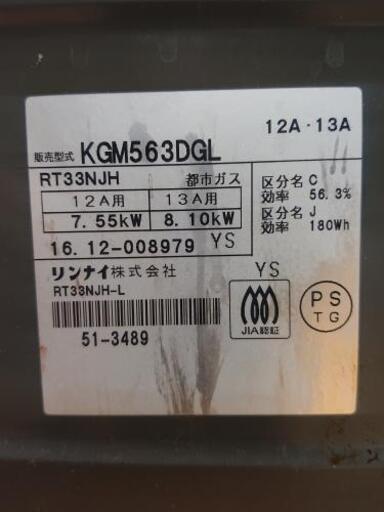 12A・13A
販売型式 KGM563DGL
RT33NJH 都市ガス
12A用 13A用
7.55kW 8.10kW
区分名 C
効率 56.3%
区分名 J
効率 180Wh
16.12-008979 YS
リンナイ株式会社
RT33NJH-L
YS
51-3489
JIA認証
PS
TG